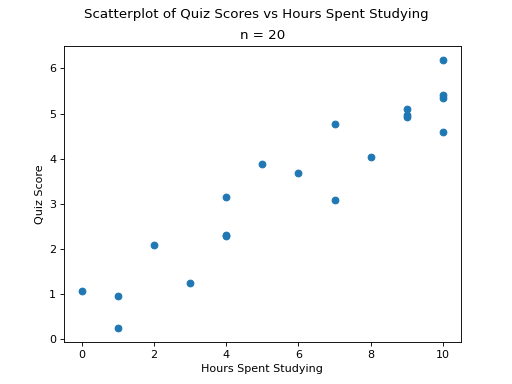 Scatterplot of Quiz Scores vs Hours Spent Studying
n = 20
6
5
4
3
2
1
0
Quiz Score
0 2 4 6 8 10
Hours Spent Studying